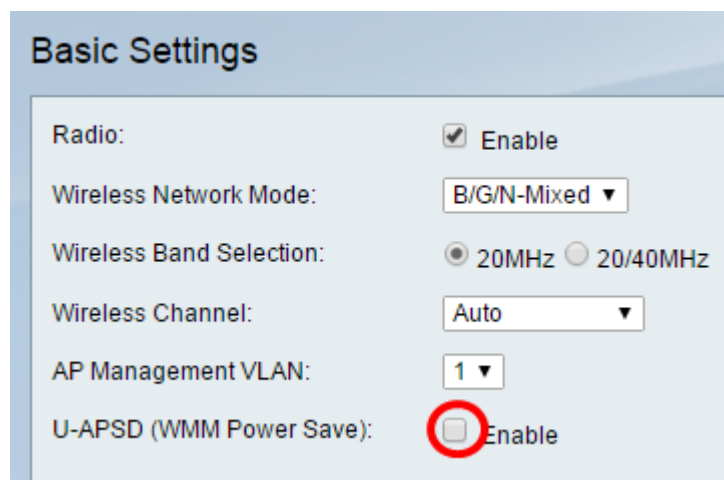 Basic Settings
Radio: Enable
Wireless Network Mode: B/G/N-Mixed
Wireless Band Selection: 20MHz 20/40MHz
Wireless Channel: Auto
AP Management VLAN: 1
U-APSD (WMM Power Save): Enable